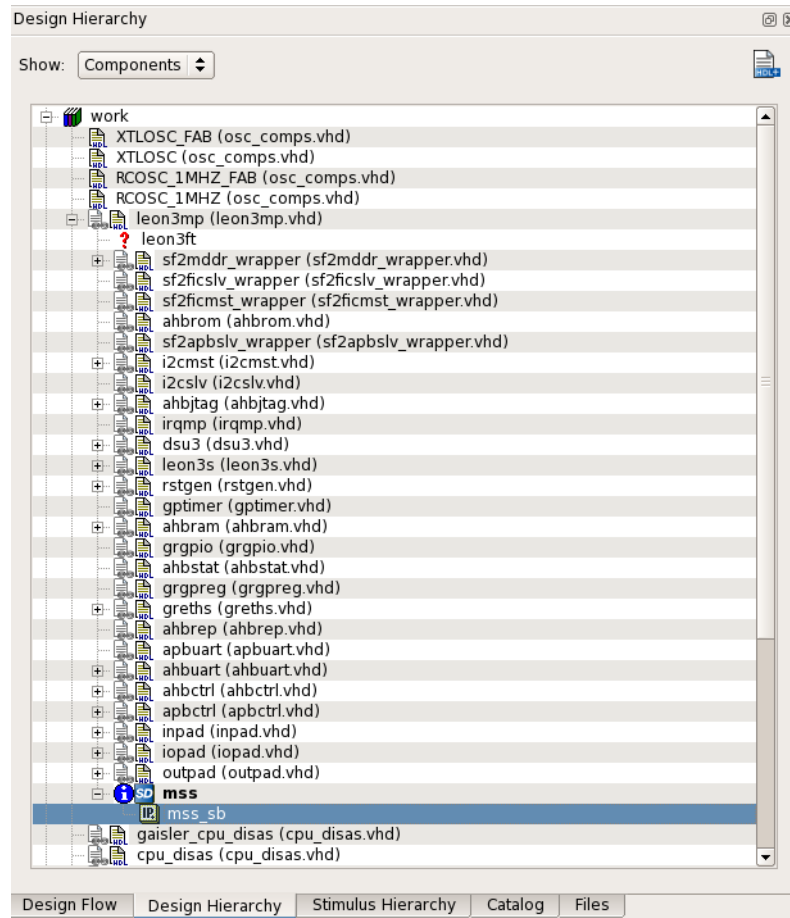 Design Hierarchy
Show: Components
HDL+
work
XTLOSC_FAB (osc_comps.vhd)
XTLOSC (osc_comps.vhd)
RCOSC_1MHZ_FAB (osc_comps.vhd)
RCOSC_1MHZ (osc_comps.vhd)
leon3mp (leon3mp.vhd)
? leon3ft
sf2mddr_wrapper (sf2mddr_wrapper.vhd)
sf2ficslv_wrapper (sf2ficslv_wrapper.vhd)
sf2ficmst_wrapper (sf2ficmst_wrapper.vhd)
ahbrom (ahbrom.vhd)
sf2apbslv_wrapper (sf2apbslv_wrapper.vhd)
i2cmst (i2cmst.vhd)
i2cslv (i2cslv.vhd)
ahbjtag (ahbjtag.vhd)
irqmp (irqmp.vhd)
dsu3 (dsu3.vhd)
leon3s (leon3s.vhd)
rstgen (rstgen.vhd)
gptimer (gptimer.vhd)
ahbram (ahbram.vhd)
grgpio (grgpio.vhd)
ahbstat (ahbstat.vhd)
grgpreg (grgpreg.vhd)
greths (greths.vhd)
ahbrep (ahbrep.vhd)
apbuart (apbuart.vhd)
ahbuart (ahbuart.vhd)
ahbctrl (ahbctrl.vhd)
apbctrl (apbctrl.vhd)
inpad (inpad.vhd)
iopad (iopad.vhd)
outpad (outpad.vhd)
i SD mss
IP mss_sb
gaisler_cpu_disas (cpu_disas.vhd)
cpu_disas (cpu_disas.vhd)
Design Flow Design Hierarchy Stimulus Hierarchy Catalog Files